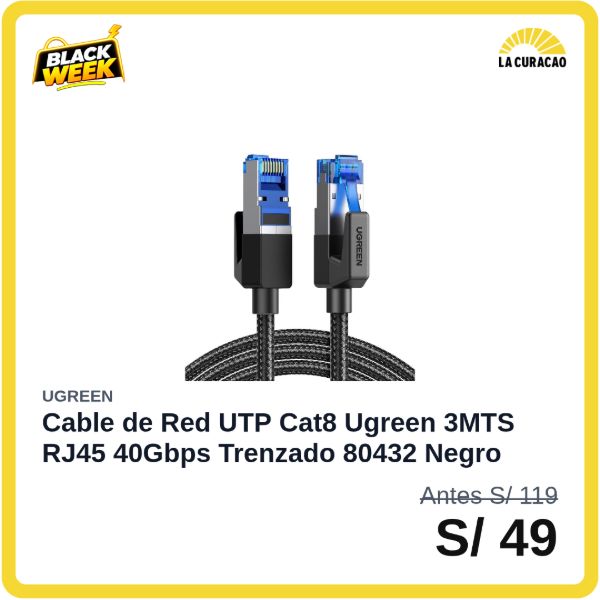 BLACK
WEEK
LA CURACAO
UGREEN
UGREEN
Cable de Red UTP Cat8 Ugreen 3MTS
RJ45 40Gbps Trenzado 80432 Negro
Antes S/ 119
S/ 49